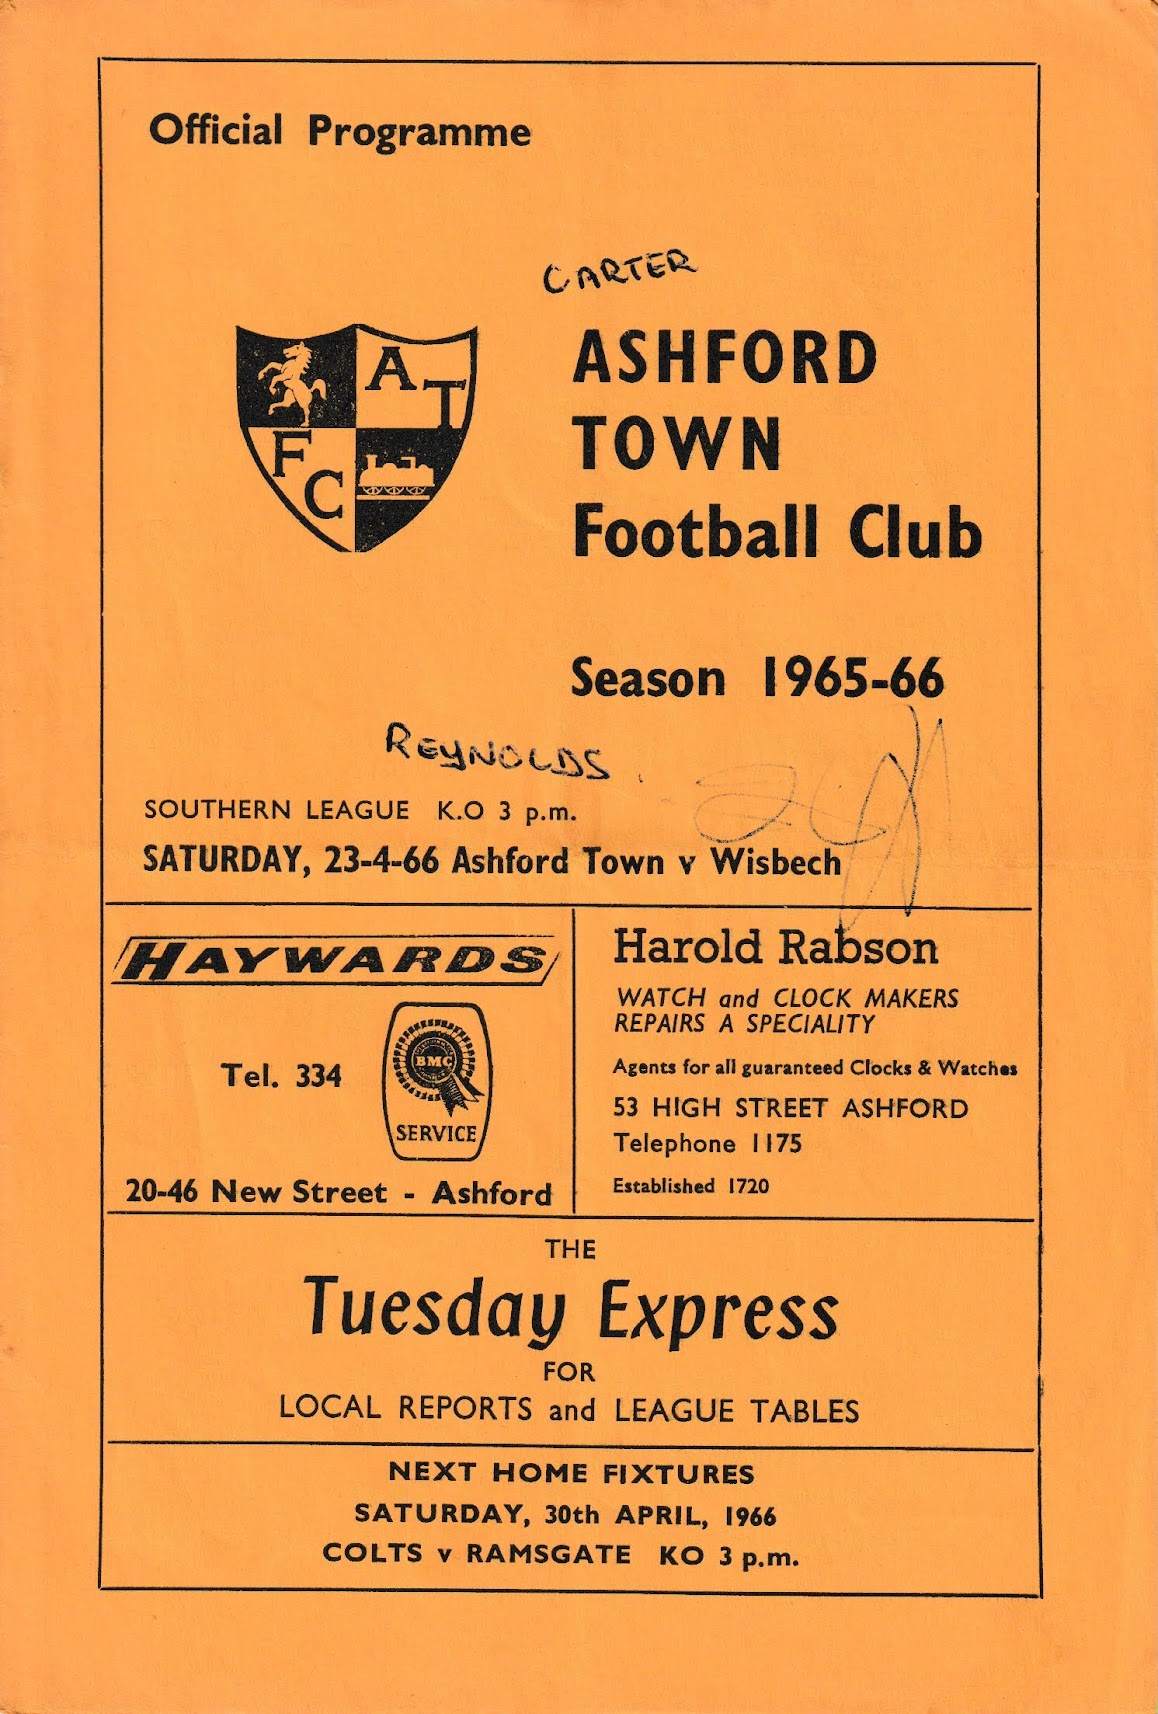 Official Programme
CARTER
A T
F C
ASHFORD
TOWN
Football Club
Season 1965-66
REYNOLDS
SOUTHERN LEAGUE K.O 3 p.m.
SATURDAY, 23-4-66 Ashford Town v Wisbech
HAYWARDS
Tel. 334
BMC
SERVICE
20-46 New Street - Ashford
Harold Rabson
WATCH and CLOCK MAKERS
REPAIRS A SPECIALITY
Agents for all guaranteed Clocks & Watches
53 HIGH STREET ASHFORD
Telephone 1175
Established 1720
THE
Tuesday Express
FOR
LOCAL REPORTS and LEAGUE TABLES
NEXT HOME FIXTURES
SATURDAY, 30th APRIL, 1966
COLTS v RAMSGATE KO 3 p.m.